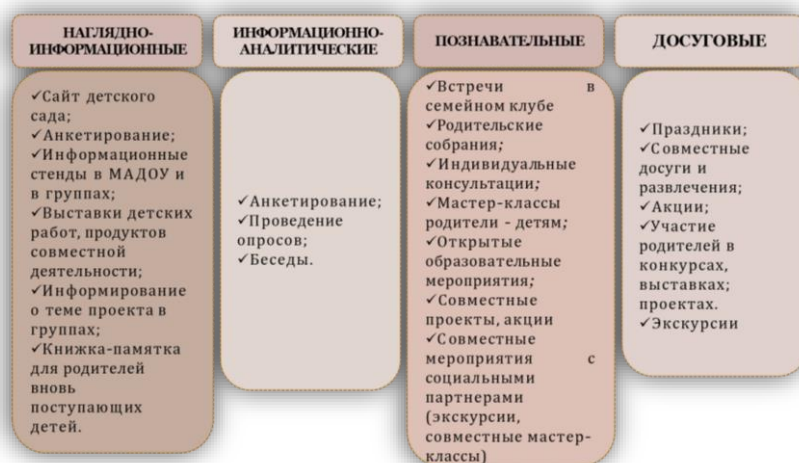 НАГЛЯДНО-
ИНФОРМАЦИОННЫЕ
✓Сайт детского
сада;
✓Анкетирование;
✓Информационные
стенды в МАДОУ и
в группах;
✓Выставки детских
работ, продуктов
совместной
деятельности;
✓Информирование
о теме проекта в
группах;
✓Книжка-памятка
для родителей
вновь
поступающих
детей.
ИНФОРМАЦИОННО-
АНАЛИТИЧЕСКИЕ
✓Анкетирование;
✓Проведение
опросов;
✓Беседы.
ПОЗНАВАТЕЛЬНЫЕ
✓Встречи в
семейном клубе
✓Родительские
собрания;
✓Индивидуальные
консультации;
✓Мастер-классы
родители - детям;
✓Открытые
образовательные
мероприятия;
✓Совместные
проекты, акции
✓Совместные
мероприятия с
социальными
партнерами
(экскурсии,
совместные мастер-
классы)
ДОСУГОВЫЕ
✓Праздники;
✓Совместные
досуги и
развлечения;
✓Акции;
✓Участие
родителей в
конкурсах,
выставках;
проектах.
✓Экскурсии